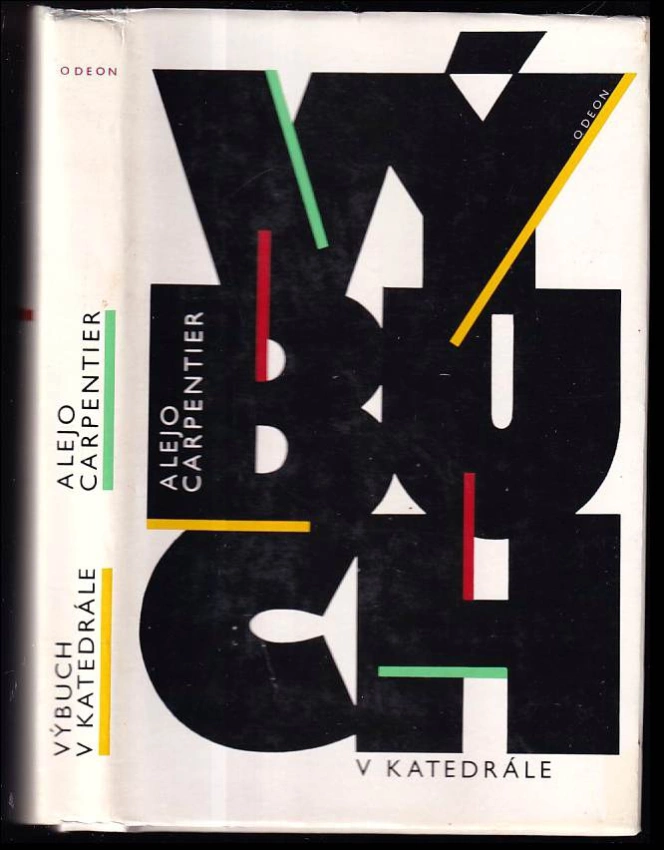 ODEON
ALEJO
CARPENTIER
VÝBUCH
V KATEDRÁLE
VÝ
BU
CH
ODEON
ALEJO
CARPENTIER
V KATEDRÁLE